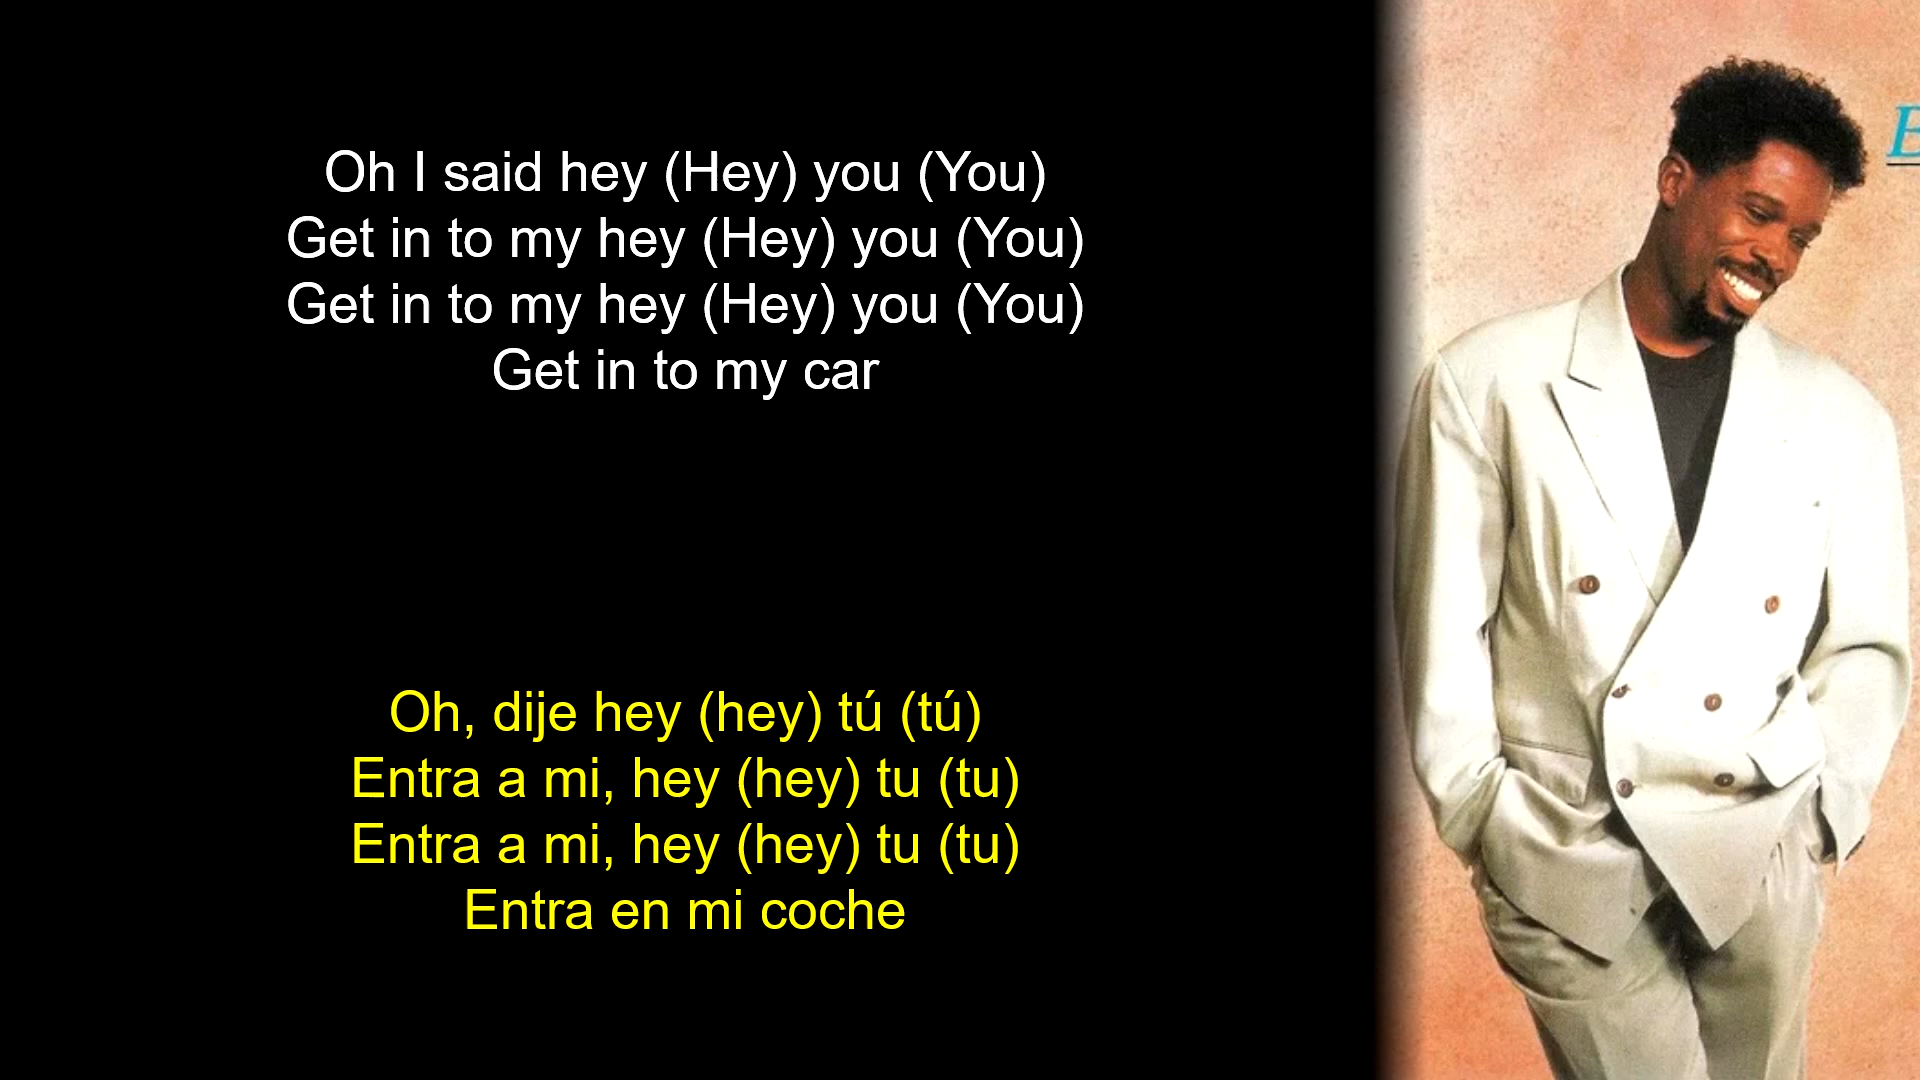 Oh I said hey (Hey) you (You)
Get in to my hey (Hey) you (You)
Get in to my hey (Hey) you (You)
Get in to my car
Oh, dije hey (hey) tú (tú)
Entra a mi, hey (hey) tu (tu)
Entra a mi, hey (hey) tu (tu)
Entra en mi coche